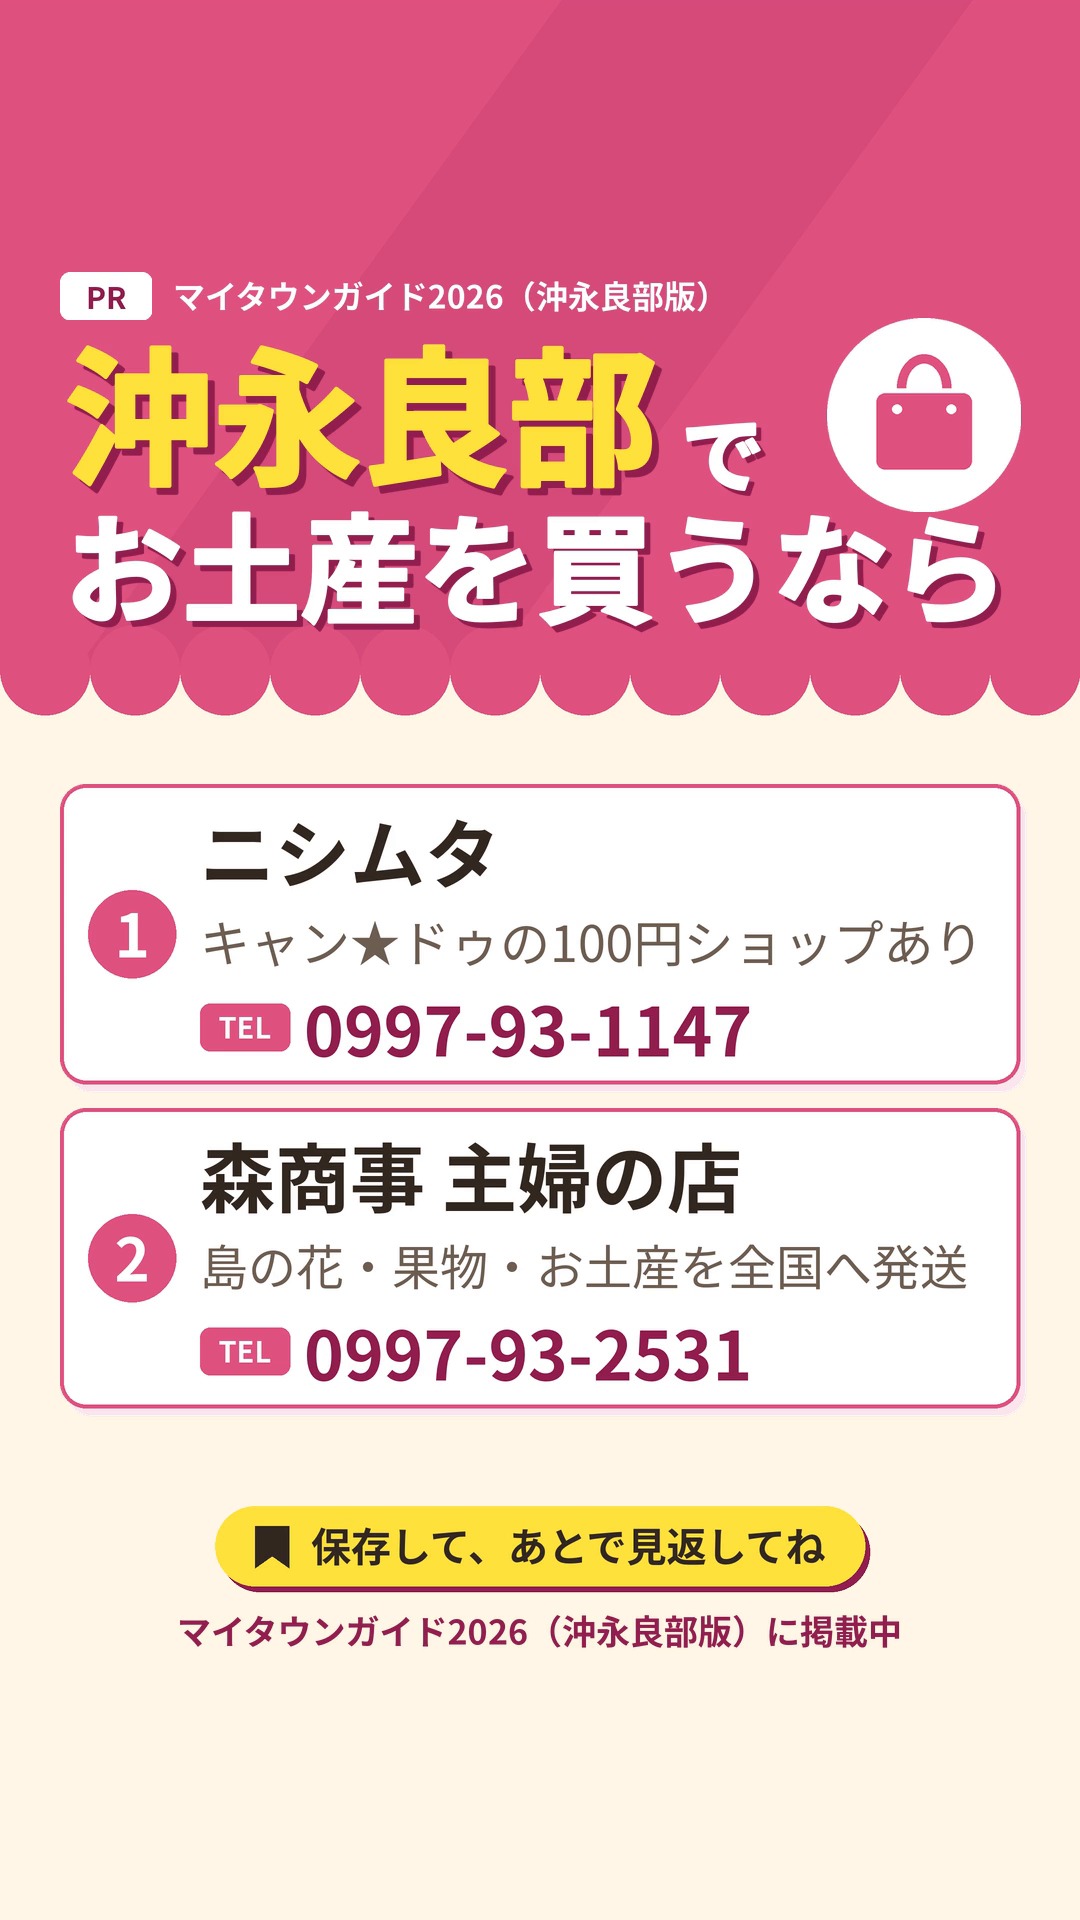 PR マイタウンガイド2026（沖永良部版）
沖永良部で
お土産を買うなら
ニシムタ
1
キャン★ドゥの100円ショップあり
TEL 0997-93-1147
森商事 主婦の店
2
島の花・果物・お土産を全国へ発送
TEL 0997-93-2531
保存して、あとで見返してね
マイタウンガイド2026（沖永良部版）に掲載中